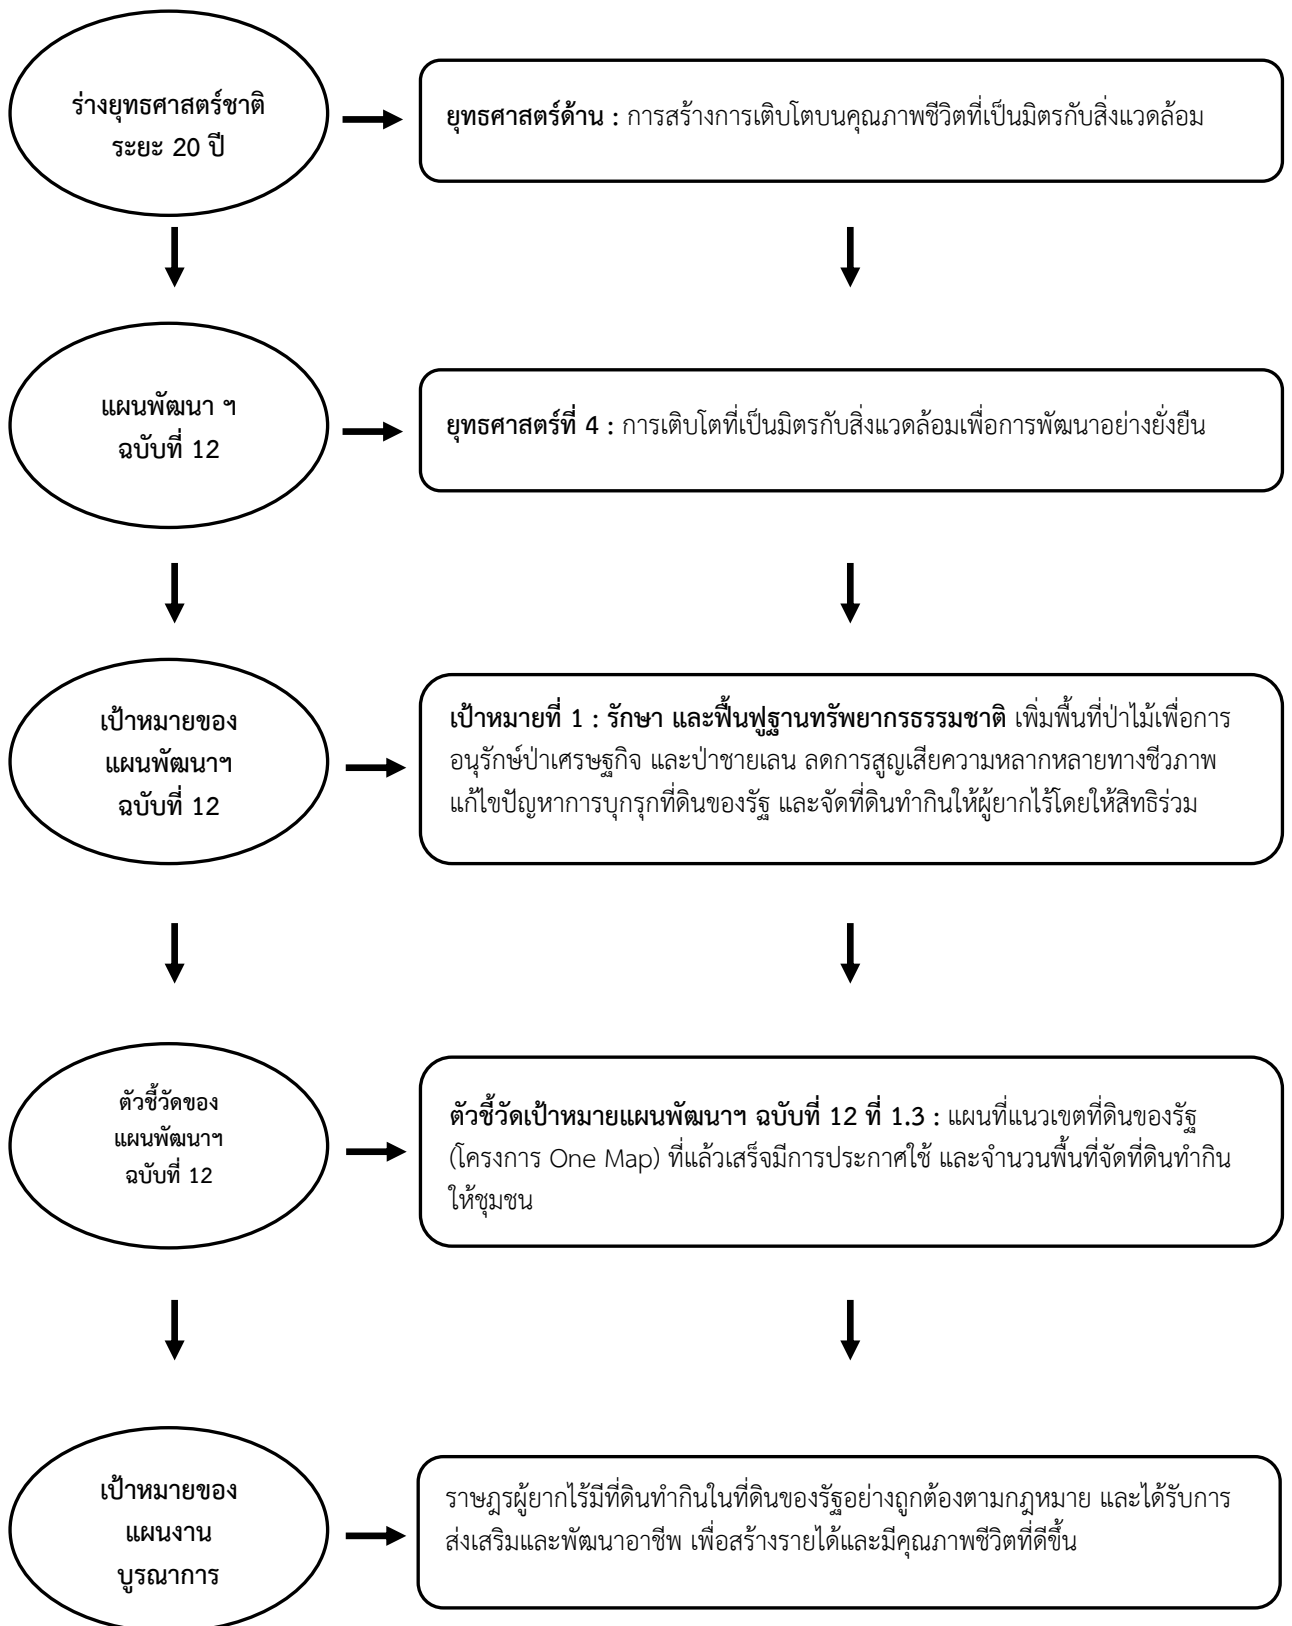 ร่างยุทธศาสตร์ชาติ
ระยะ 20 ปี
ยุทธศาสตร์ด้าน : การสร้างการเติบโตบนคุณภาพชีวิตที่เป็นมิตรกับสิ่งแวดล้อม
แผนพัฒนา ฯ
ฉบับที่ 12
ยุทธศาสตร์ที่ 4 : การเติบโตที่เป็นมิตรกับสิ่งแวดล้อมเพื่อการพัฒนาอย่างยั่งยืน
เป้าหมายของ
แผนพัฒนาฯ
ฉบับที่ 12
เป้าหมายที่ 1 : รักษา และฟื้นฟูฐานทรัพยากรธรรมชาติ เพิ่มพื้นที่ป่าไม้เพื่อการ
อนุรักษ์ป่าเศรษฐกิจ และป่าชายเลน ลดการสูญเสียความหลากหลายทางชีวภาพ
แก้ไขปัญหาการบุกรุกที่ดินของรัฐ และจัดที่ดินทำกินให้ผู้ยากไร้โดยให้สิทธิร่วม
ตัวชี้วัดของ
แผนพัฒนาฯ
ฉบับที่ 12
ตัวชี้วัดเป้าหมายแผนพัฒนาฯ ฉบับที่ 12 ที่ 1.3 : แผนที่แนวเขตที่ดินของรัฐ
(โครงการ One Map) ที่แล้วเสร็จมีการประกาศใช้ และจำนวนพื้นที่จัดที่ดินทำกิน
ให้ชุมชน
เป้าหมายของ
แผนงาน
บูรณาการ
ราษฎรผู้ยากไร้มีที่ดินทำกินในที่ดินของรัฐอย่างถูกต้องตามกฎหมาย และได้รับการ
ส่งเสริมและพัฒนาอาชีพ เพื่อสร้างรายได้และมีคุณภาพชีวิตที่ดีขึ้น